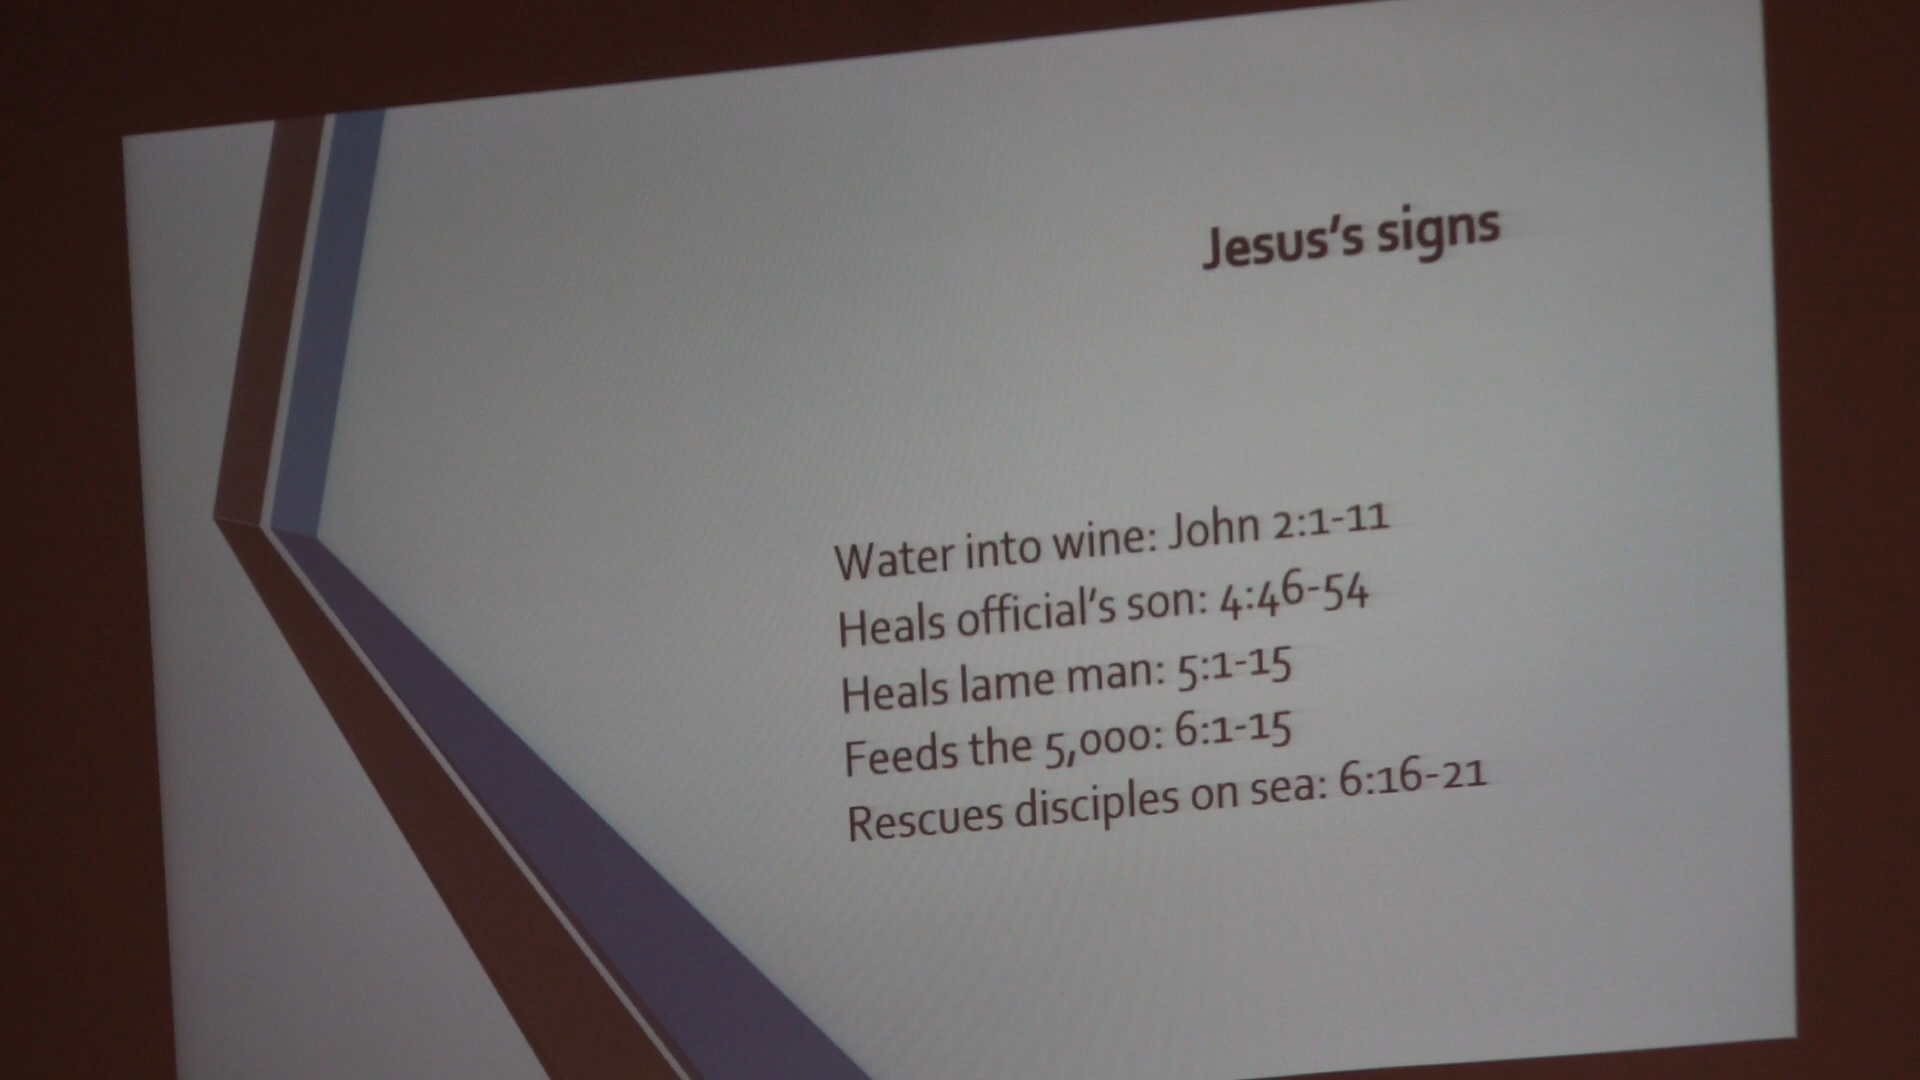 Jesus's signs
Water into wine: John 2:1-11
Heals official's son: 4:46-54
Heals lame man: 5:1-15
Feeds the 5,000: 6:1-15
Rescues disciples on sea: 6:16-21